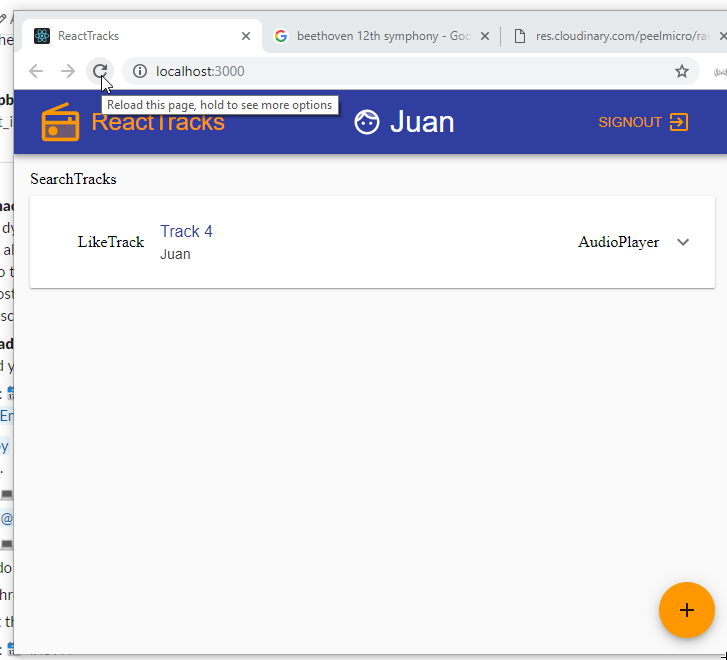 ReactTracks
beethoven 12th symphony - Goo
res.cloudinary.com/peelmicro/ra
localhost:3000
Reload this page, hold to see more options
ReactTracks
Juan
SIGNOUT
SearchTracks
LikeTrack
Track 4
Juan
AudioPlayer